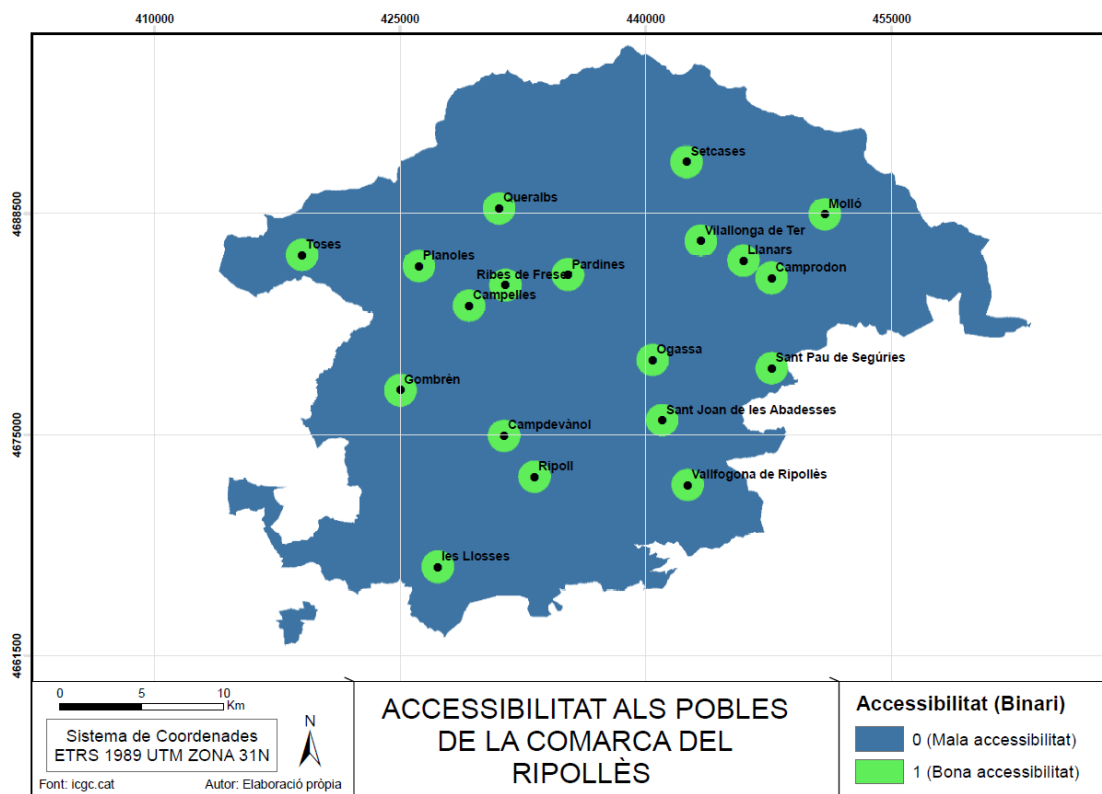 410000
425000
440000
455000
4688500
4675000
4661500
Setcases
Queralbs
Molló
Vilallonga de Ter
Toses
Llanars
Planoles
Pardines
Ribes de Freser
Camprodon
Campelles
Ogassa
Sant Pau de Segúries
Gombrèn
Sant Joan de les Abadesses
Campdevànol
Ripoll
Vallfogona de Ripollès
les Llosses
0 5 10
Km
Sistema de Coordenades
ETRS 1989 UTM ZONA 31N
N
Font: icgc.cat
Autor: Elaboració pròpia
ACCESSIBILITAT ALS POBLES
DE LA COMARCA DEL
RIPOLLÈS
Accessibilitat (Binari)
0 (Mala accessibilitat)
1 (Bona accessibilitat)